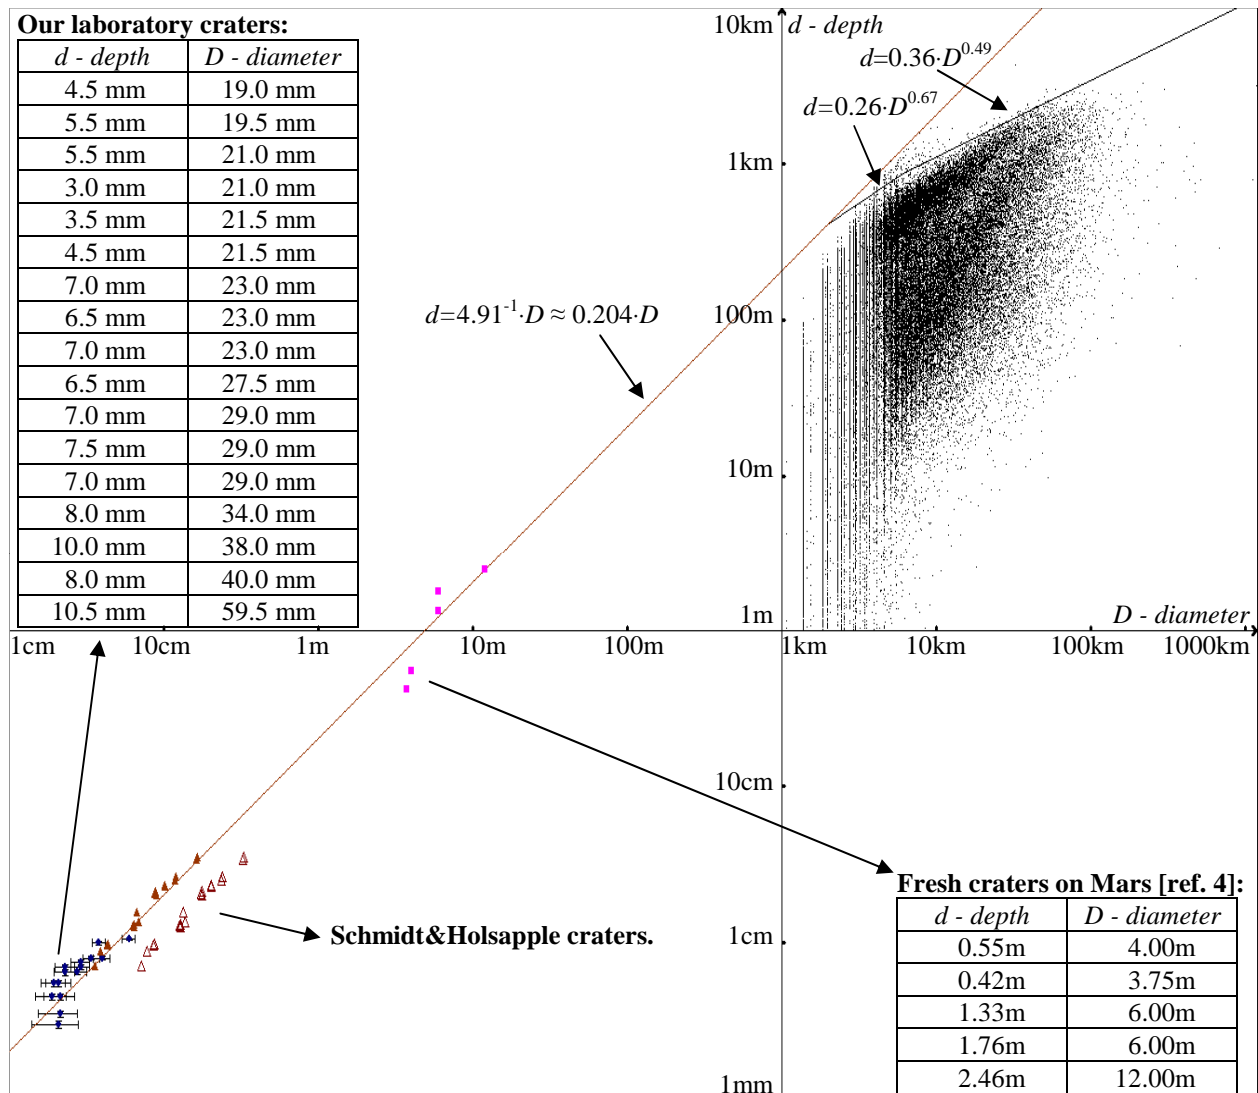 Our laboratory craters:
d - depth D - diameter
4.5 mm 19.0 mm
5.5 mm 19.5 mm
5.5 mm 21.0 mm
3.0 mm 21.0 mm
3.5 mm 21.5 mm
4.5 mm 21.5 mm
7.0 mm 23.0 mm
6.5 mm 23.0 mm
7.0 mm 23.0 mm
6.5 mm 27.5 mm
7.0 mm 29.0 mm
7.5 mm 29.0 mm
7.0 mm 29.0 mm
8.0 mm 34.0 mm
10.0 mm 38.0 mm
8.0 mm 40.0 mm
10.5 mm 59.5 mm
10km d - depth
d=0.36·D^0.49
d=0.26·D^0.67
1km
d=4.91^-1·D ≈ 0.204·D
100m
10m
1m
D - diameter
1cm 10cm 1m 10m 100m 1km 10km 100km 1000km
10cm
1cm
1mm
Schmidt&Holsapple craters.
Fresh craters on Mars [ref. 4]:
d - depth D - diameter
0.55m 4.00m
0.42m 3.75m
1.33m 6.00m
1.76m 6.00m
2.46m 12.00m